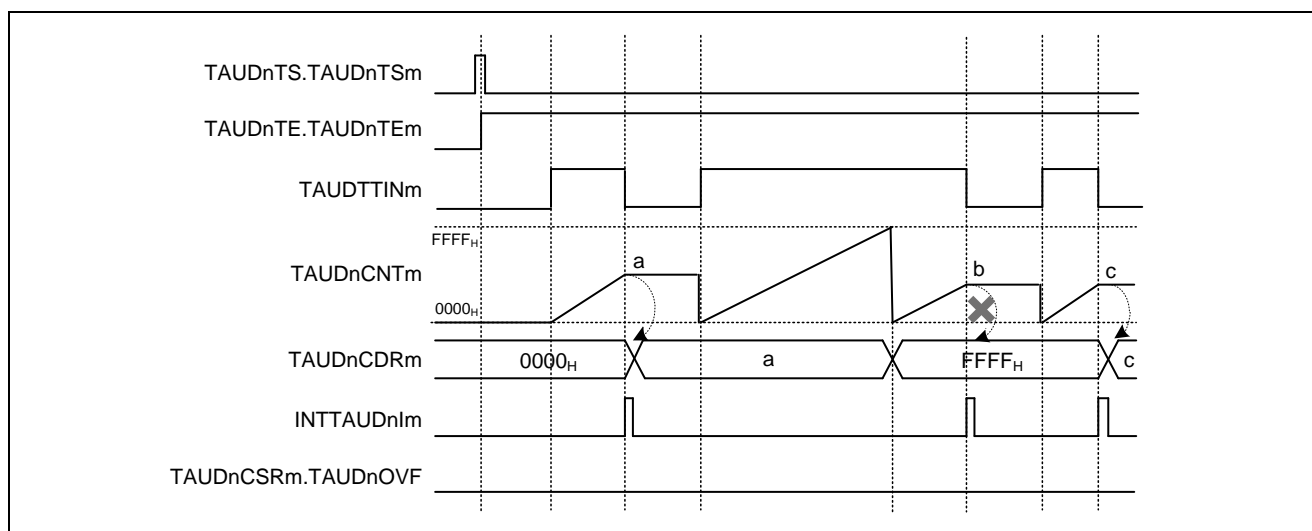 TAUDnTS.TAUDnTSm
TAUDnTE.TAUDnTEm
TAUDTTINm
FFFFH
TAUDnCNTm
a
b
c
0000H
TAUDnCDRm
0000H
a
FFFFH
c
INTTAUDnIm
TAUDnCSRm.TAUDnOVF